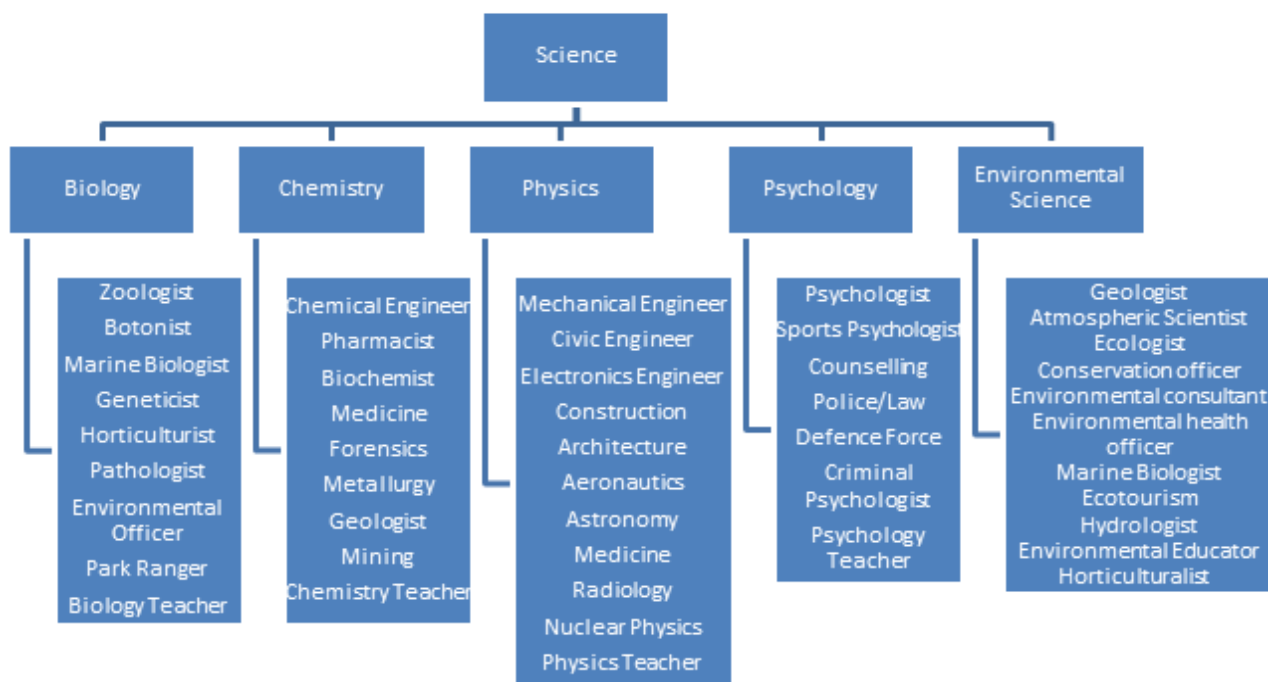 Science
Biology
Chemistry
Physics
Psychology
Environmental
Science
Zoologist
Botonist
Marine Biologist
Geneticist
Horticulturist
Pathologist
Environmental
Officer
Park Ranger
Biology Teacher
Chemical Engineer
Pharmacist
Biochemist
Medicine
Forensics
Metallurgy
Geologist
Mining
Chemistry Teacher
Mechanical Engineer
Civic Engineer
Electronics Engineer
Construction
Architecture
Aeronautics
Astronomy
Medicine
Radiology
Nuclear Physics
Physics Teacher
Psychologist
Sports Psychologist
Counselling
Police/Law
Defence Force
Criminal
Psychologist
Psychology
Teacher
Geologist
Atmospheric Scientist
Ecologist
Conservation officer
Environmental consultant
Environmental health
officer
Marine Biologist
Ecotourism
Hydrologist
Environmental Educator
Horticulturalist